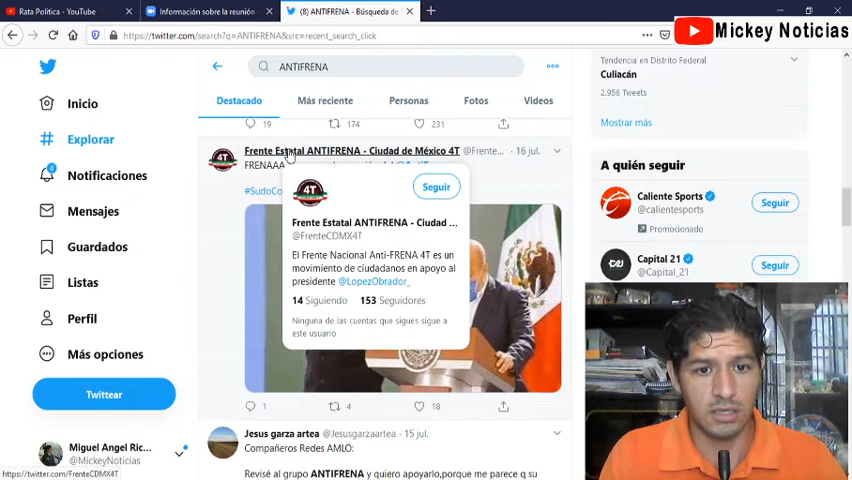 Rata Política - YouTube
Información sobre la reunión
(8) ANTIFRENA - Búsqueda de
https://twitter.com/search?q=ANTIFRENA&src=recent_search_click
Mickey Noticias
ANTIFRENA
Destacado
Más reciente
Personas
Fotos
Videos
Inicio
Explorar
8
Notificaciones
Mensajes
Guardados
Listas
Perfil
Más opciones
Twittear
Miguel Angel Ric...
@MickeyNoticias
https://twitter.com/FrenteCDMX4T
19
174
231
Frente Estatal ANTIFRENA - Ciudad de México 4T @Frente... · 16 jul.
FRENAAA
#SudoCo
4T
Seguir
Frente Estatal ANTIFRENA - Ciudad ...
@FrenteCDMX4T
El Frente Nacional Anti-FRENA 4T es un
movimiento de ciudadanos en apoyo al
presidente @LopezObrador_
14 Siguiendo 153 Seguidores
Ninguna de las cuentas que sigues sigue a
este usuario
1
4
18
Jesus garza artea @Jesusgarzaartea · 15 jul.
Compañeros Redes AMLO:
Revisé al grupo ANTIFRENA y quiero apoyarlo,porque me parece q su
Tendencia en Distrito Federal
Culiacán
2.956 Tweets
Mostrar más
A quién seguir
Caliente Sports
@calientesports
Promocionado
Seguir
Capital 21
@Capital_21
Seguir